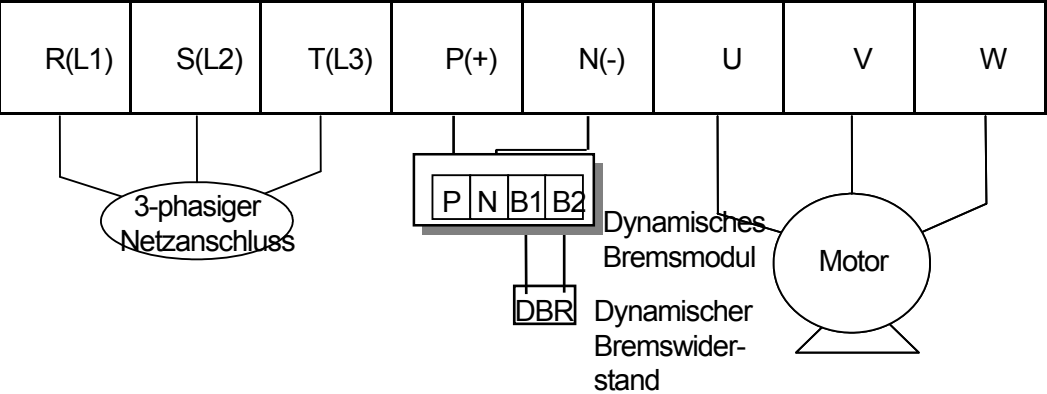 R(L1) S(L2) T(L3) P(+) N(-) U V W
P N B1 B2
3-phasiger
Netzanschluss
Dynamisches
Bremsmodul
Motor
DBR
Dynamischer
Bremswider-
stand